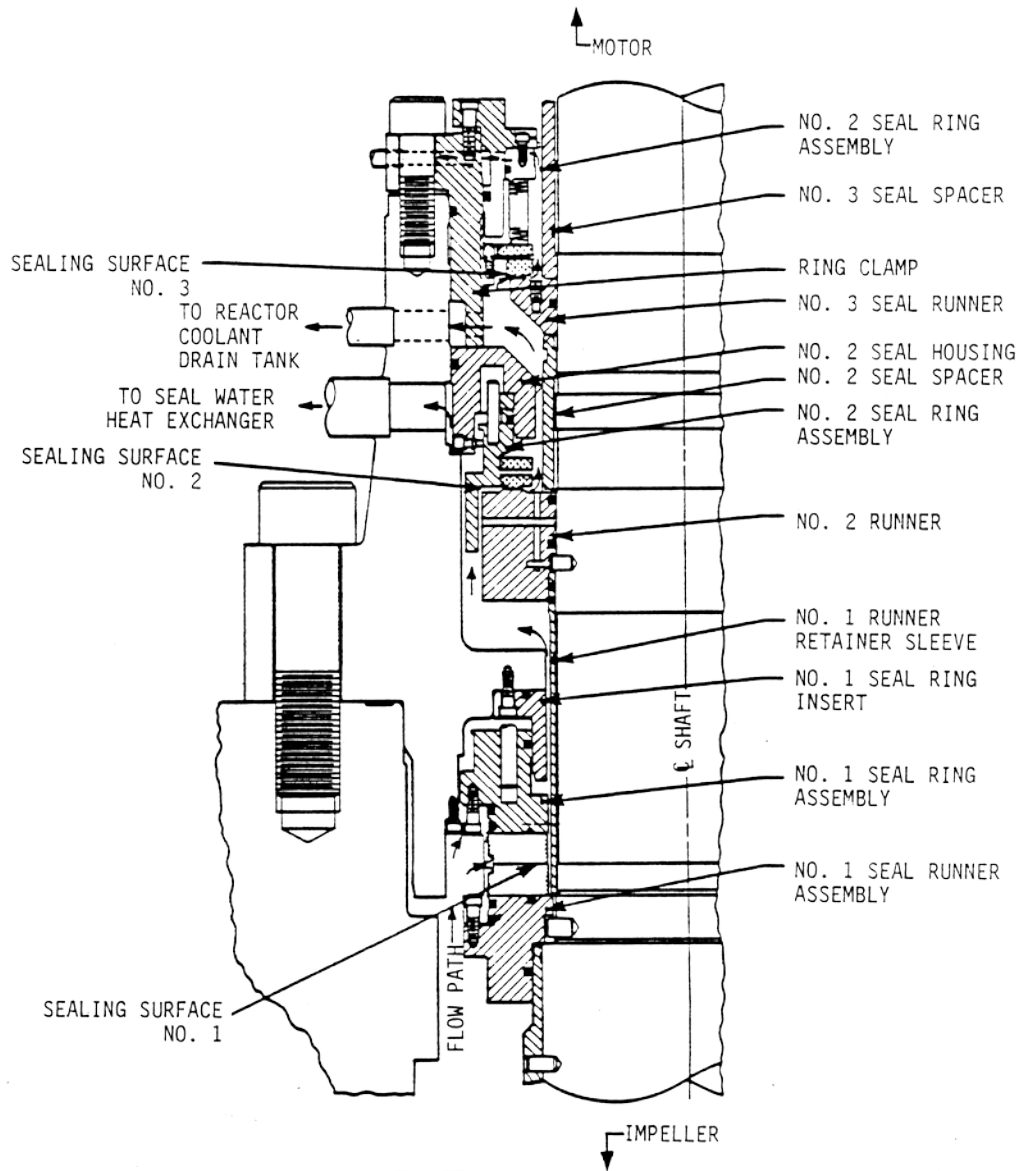 MOTOR
NO. 2 SEAL RING
ASSEMBLY
NO. 3 SEAL SPACER
SEALING SURFACE
NO. 3
RING CLAMP
TO REACTOR
COOLANT
DRAIN TANK
NO. 3 SEAL RUNNER
NO. 2 SEAL HOUSING
NO. 2 SEAL SPACER
TO SEAL WATER
HEAT EXCHANGER
NO. 2 SEAL RING
ASSEMBLY
SEALING SURFACE
NO. 2
NO. 2 RUNNER
NO. 1 RUNNER
RETAINER SLEEVE
NO. 1 SEAL RING
INSERT
℄ SHAFT
NO. 1 SEAL RING
ASSEMBLY
NO. 1 SEAL RUNNER
ASSEMBLY
FLOW PATH
SEALING SURFACE
NO. 1
IMPELLER